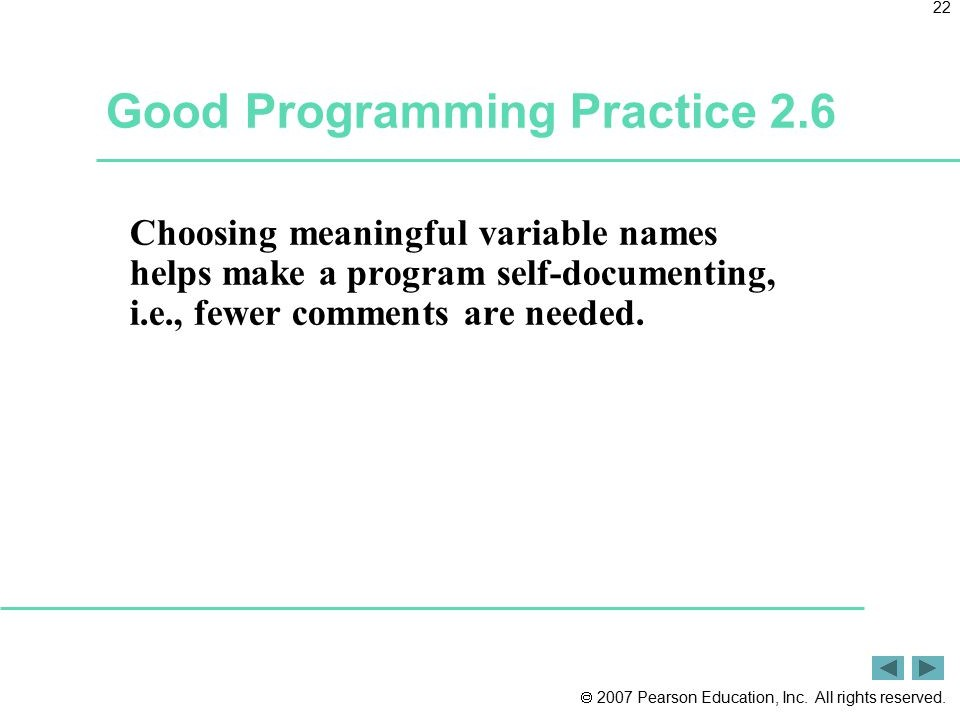 22
Good Programming Practice 2.6
Choosing meaningful variable names
helps make a program self-documenting,
i.e., fewer comments are needed.
© 2007 Pearson Education, Inc. All rights reserved.